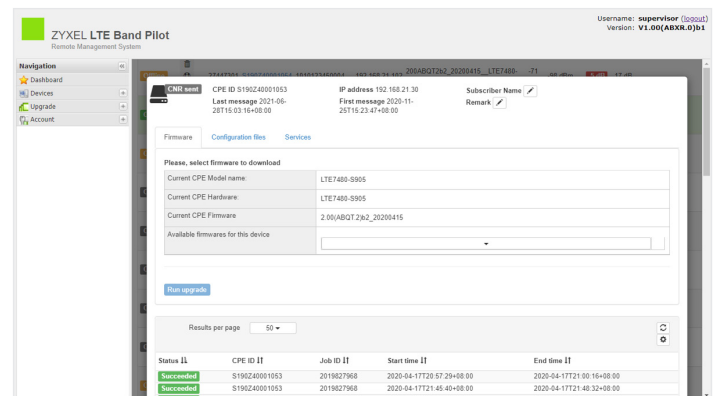 Username: supervisor (logout)
Version: V1.00(ABXR.0)b1
ZYXEL LTE Band Pilot
Remote Management System
Navigation
Dashboard
Devices
Upgrade
Account
200ABQT2b2_20200415__LTE7480- -71
CNR sent CPE ID S190Z40001053 IP address 192.168.21.30 Subscriber Name
Last message 2021-06-28T15:03:16+08:00 First message 2020-11-25T15:23:47+08:00 Remark
Firmware Configuration files Services
Please, select firmware to download
Current CPE Model name: LTE7480-S905
Current CPE Hardware: LTE7480-S905
Current CPE Firmware 2.00(ABQT.2)b2_20200415
Available firmwares for this device
Run upgrade
Results per page 50
Status CPE ID Job ID Start time End time
Succeeded S190Z40001053 2019827968 2020-04-17T20:57:29+08:00 2020-04-17T21:00:16+08:00
Succeeded S190Z40001053 2019827968 2020-04-17T21:45:40+08:00 2020-04-17T21:48:32+08:00